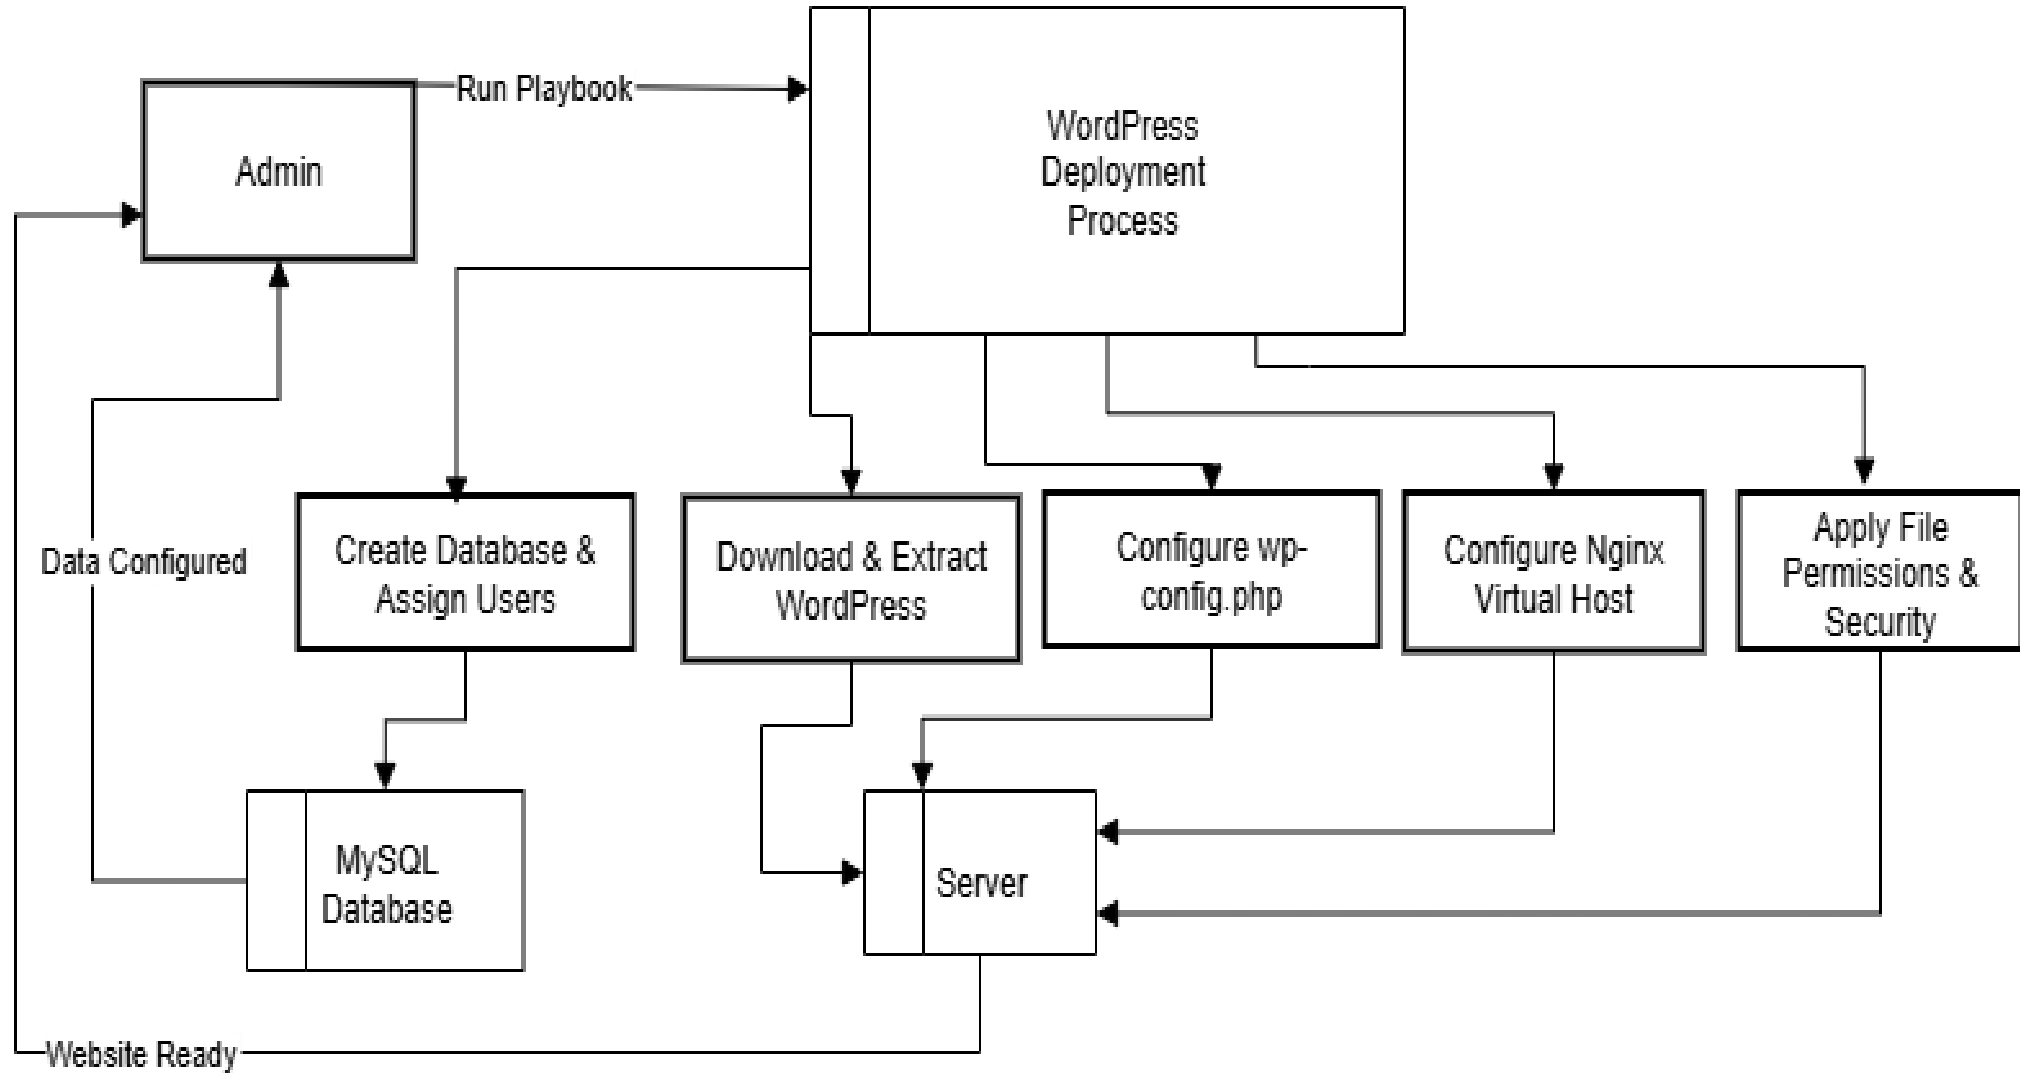 Run Playbook
Admin
WordPress
Deployment
Process
Data Configured
Create Database &
Assign Users
Download & Extract
WordPress
Configure wp-
config.php
Configure Nginx
Virtual Host
Apply File
Permissions &
Security
MySQL
Database
Server
Website Ready